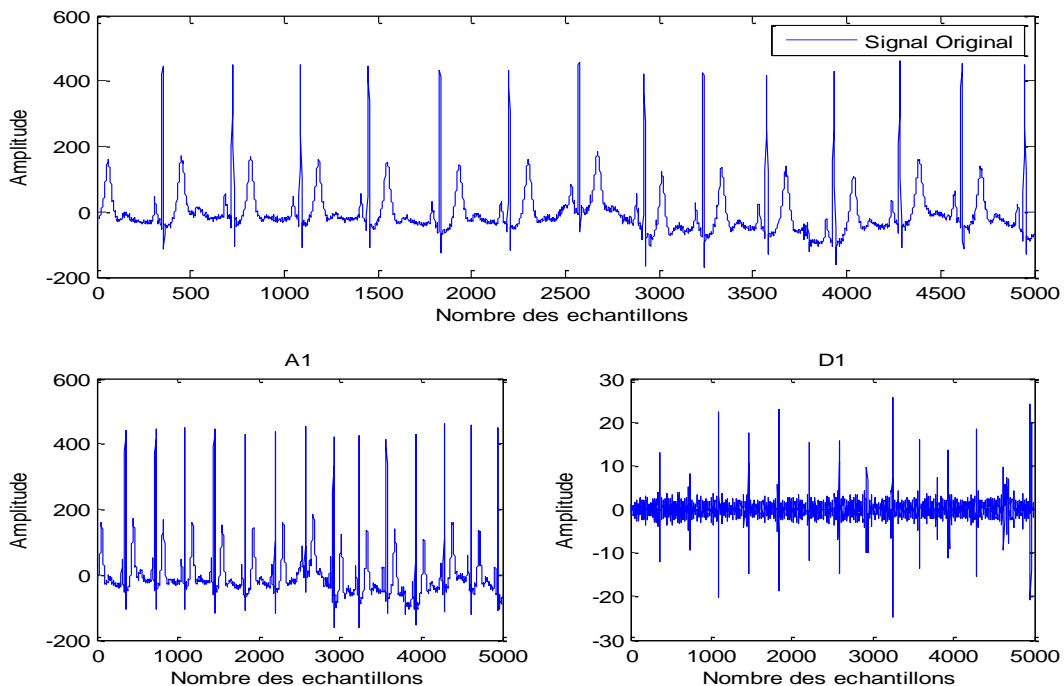 600
400
200
0
-200
Amplitude
Signal Original
0 500 1000 1500 2000 2500 3000 3500 4000 4500 5000
Nombre des echantillons
A1
600
400
200
0
-200
Amplitude
0 1000 2000 3000 4000 5000
Nombre des echantillons
D1
30
20
10
0
-10
-20
-30
Amplitude
0 1000 2000 3000 4000 5000
Nombre des echantillons